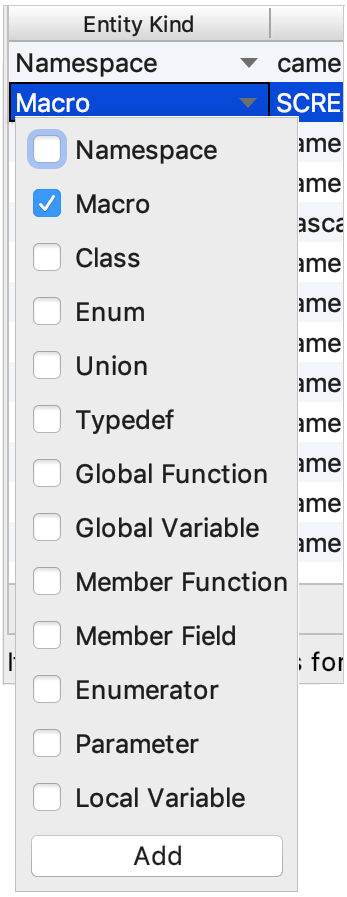 Entity Kind
Namespace came
Macro SCRE
Namespace
ame
ame
Macro
asca
Class
ame
Enum
ame
ame
Union
ame
Typedef
ame
ame
Global Function
ame
Global Variable
ame
Member Function
Member Field
s for
Enumerator
Parameter
Local Variable
Add